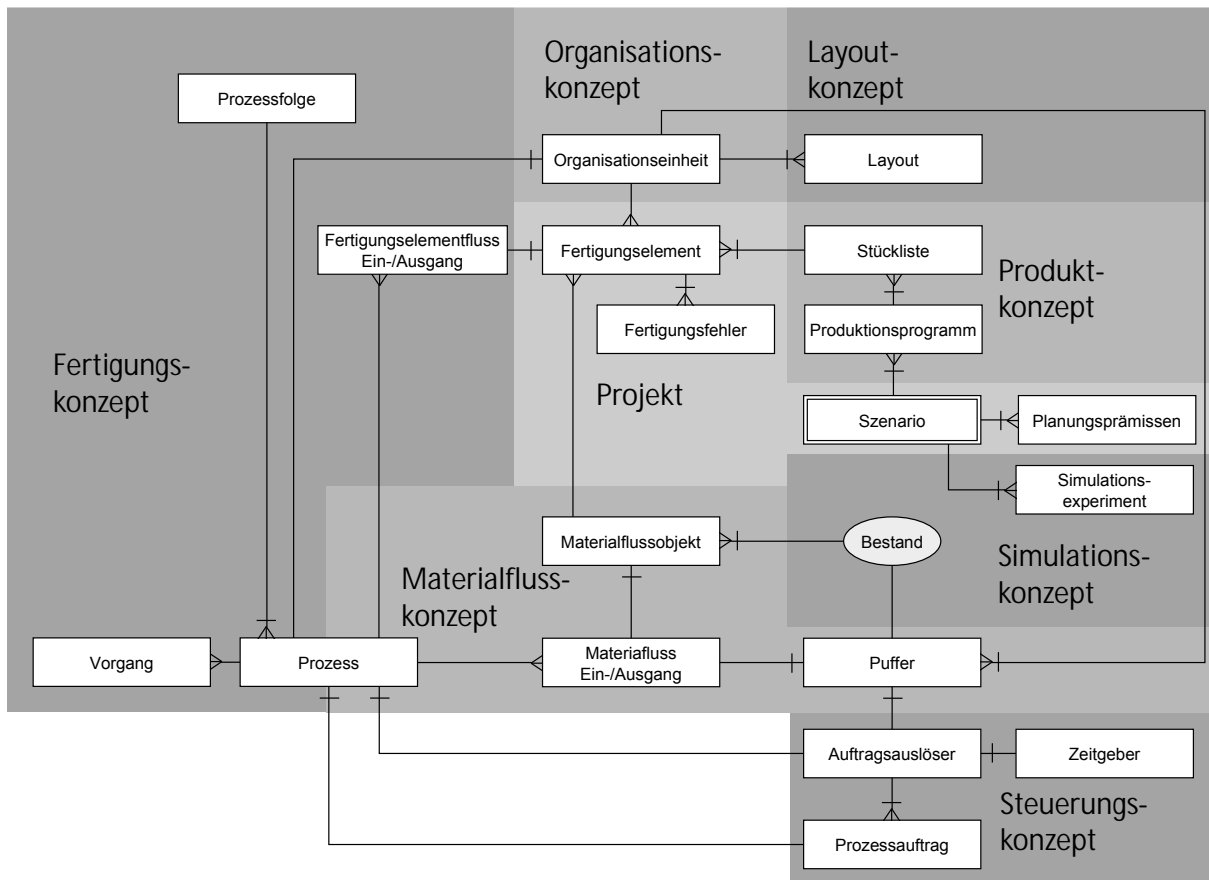 Organisations-
konzept
Layout-
konzept
Prozessfolge
Organisationseinheit
Layout
Fertigungselementfluss
Ein-/Ausgang
Fertigungselement
Stückliste
Produkt-
konzept
Fertigungsfehler
Produktionsprogramm
Fertigungs-
konzept
Projekt
Szenario
Planungsprämissen
Simulations-
experiment
Materialflussobjekt
Bestand
Simulations-
konzept
Materialfluss-
konzept
Vorgang
Prozess
Materiafluss
Ein-/Ausgang
Puffer
Auftragsauslöser
Zeitgeber
Steuerungs-
konzept
Prozessauftrag